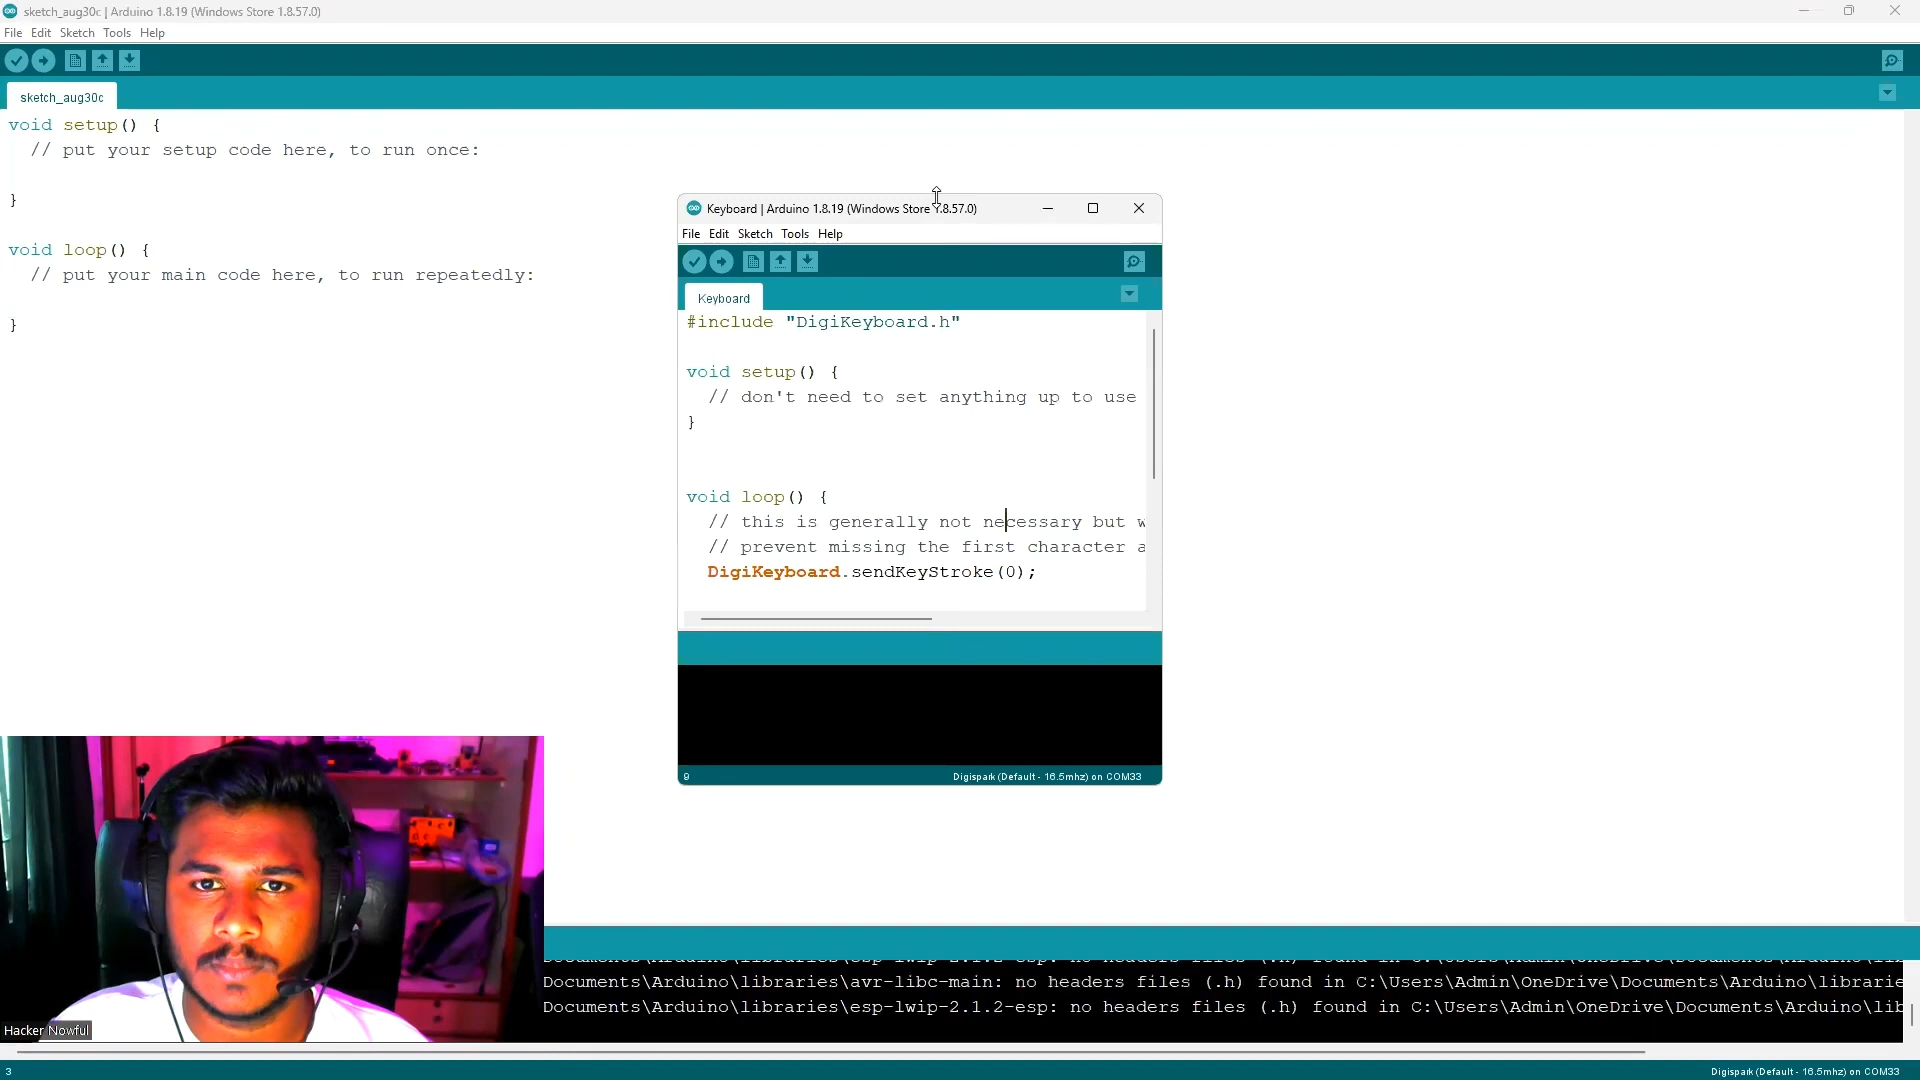 sketch_aug30c | Arduino 1.8.19 (Windows Store 1.8.57.0)
File Edit Sketch Tools Help
sketch_aug30c
void setup() {
// put your setup code here, to run once:
}
void loop() {
// put your main code here, to run repeatedly:
}
Keyboard | Arduino 1.8.19 (Windows Store 1.8.57.0)
File Edit Sketch Tools Help
Keyboard
#include "DigiKeyboard.h"
void setup() {
// don't need to set anything up to use
}
void loop() {
// this is generally not necessary but w
// prevent missing the first character a
DigiKeyboard.sendKeyStroke(0);
9
Digispark (Default - 16.5mhz) on COM33
Documents\Arduino\libraries\avr-libc-main: no headers files (.h) found in C:\Users\Admin\OneDrive\Documents\Arduino\librarie
Documents\Arduino\libraries\esp-lwip-2.1.2-esp: no headers files (.h) found in C:\Users\Admin\OneDrive\Documents\Arduino\lib
Hacker Nowful
3
Digispark (Default - 16.5mhz) on COM33